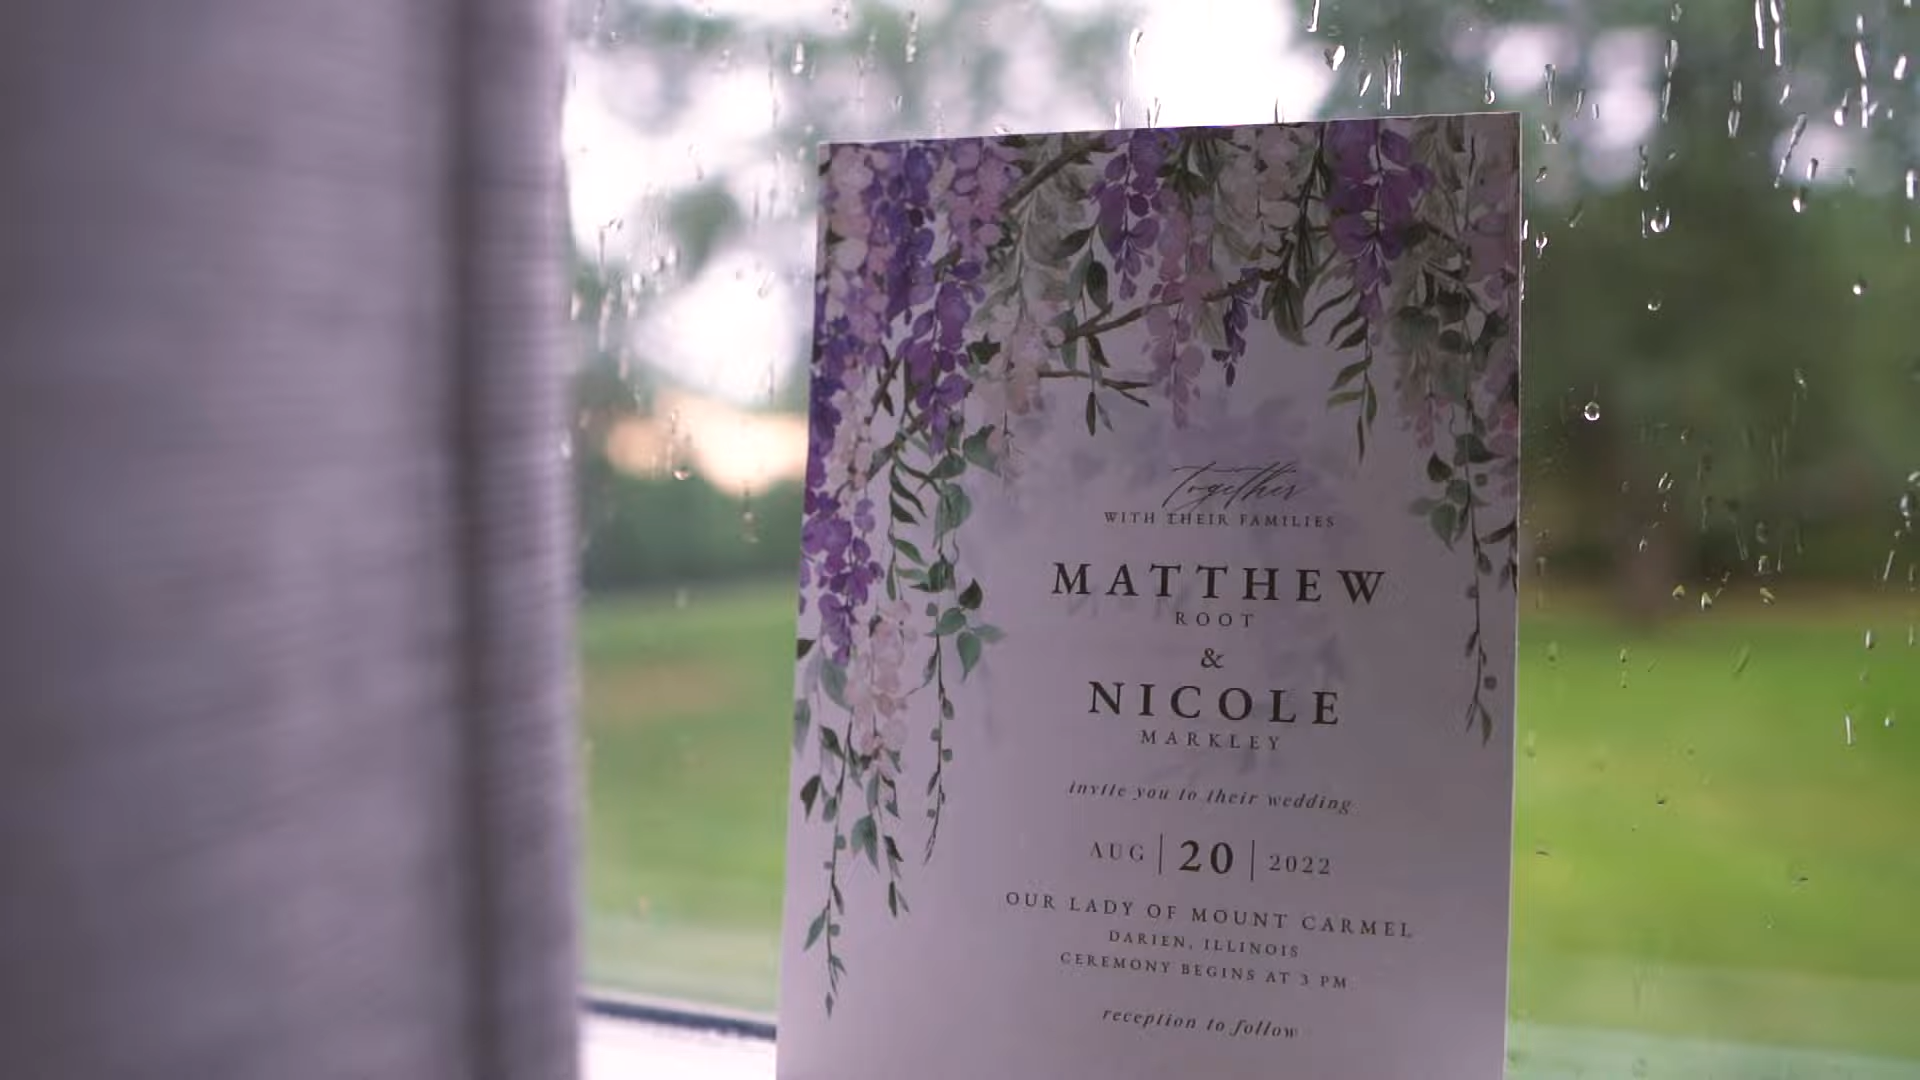 Together
WITH THEIR FAMILIES
MATTHEW
ROOT
&
NICOLE
MARKLEY
invite you to their wedding
AUG | 20 | 2022
OUR LADY OF MOUNT CARMEL
DARIEN, ILLINOIS
CEREMONY BEGINS AT 3 PM
reception to follow